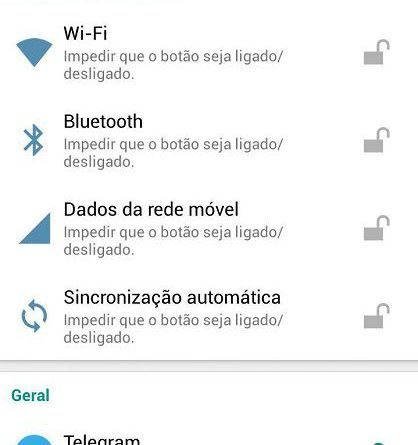 Wi-Fi
Impedir que o botão seja ligado/
desligado.
Bluetooth
Impedir que o botão seja ligado/
desligado.
Dados da rede móvel
Impedir que o botão seja ligado/
desligado.
Sincronização automática
Impedir que o botão seja ligado/
desligado.
Geral
Telegram